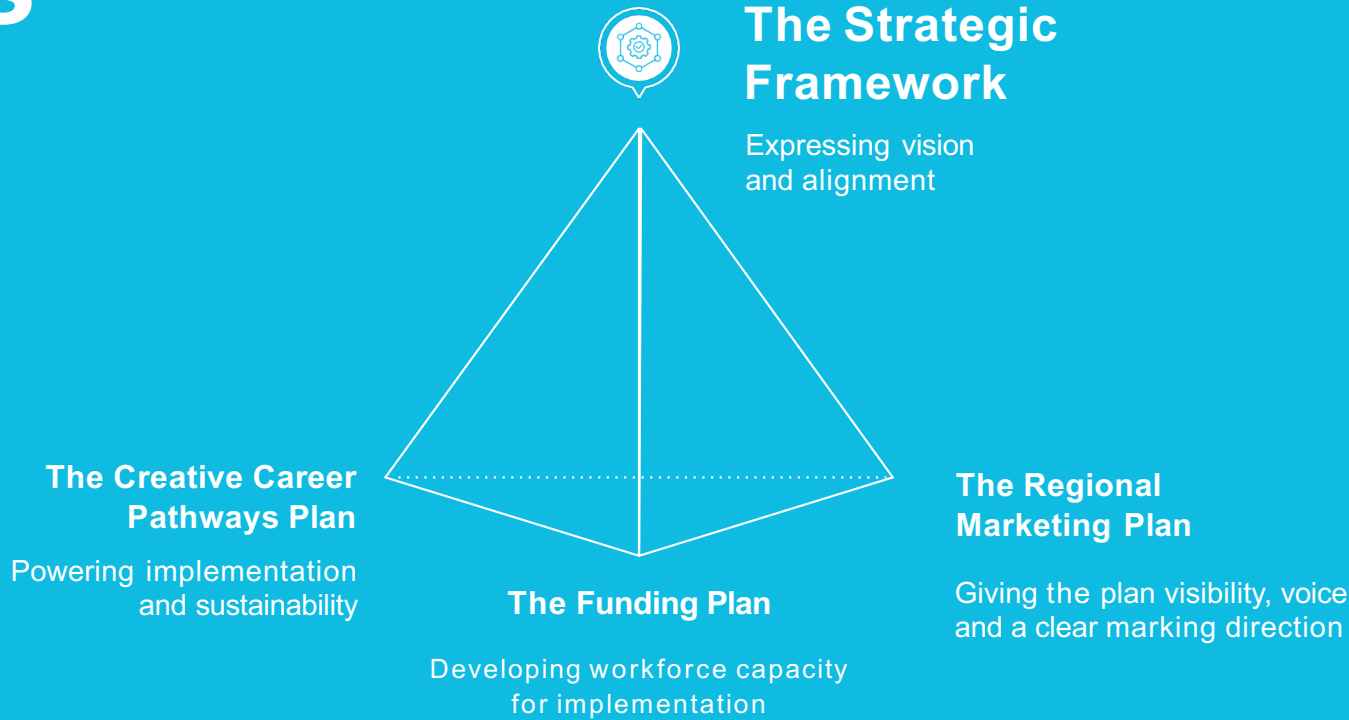 The Strategic
Framework
Expressing vision
and alignment
The Creative Career
Pathways Plan
Powering implementation
and sustainability
The Funding Plan
Developing workforce capacity
for implementation
The Regional
Marketing Plan
Giving the plan visibility, voice
and a clear marking direction